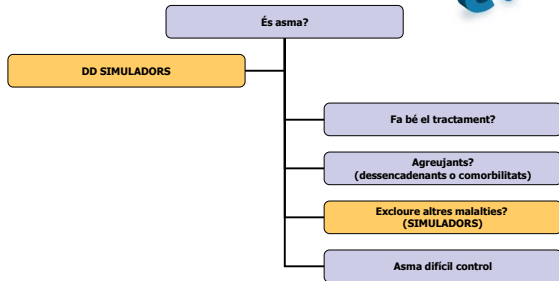 És asma?
DD SIMULADORS
Fa bé el tractament?
Agreujants?
(dessencadenants o comorbilitats)
Excloure altres malalties?
(SIMULADORS)
Asma difícil control